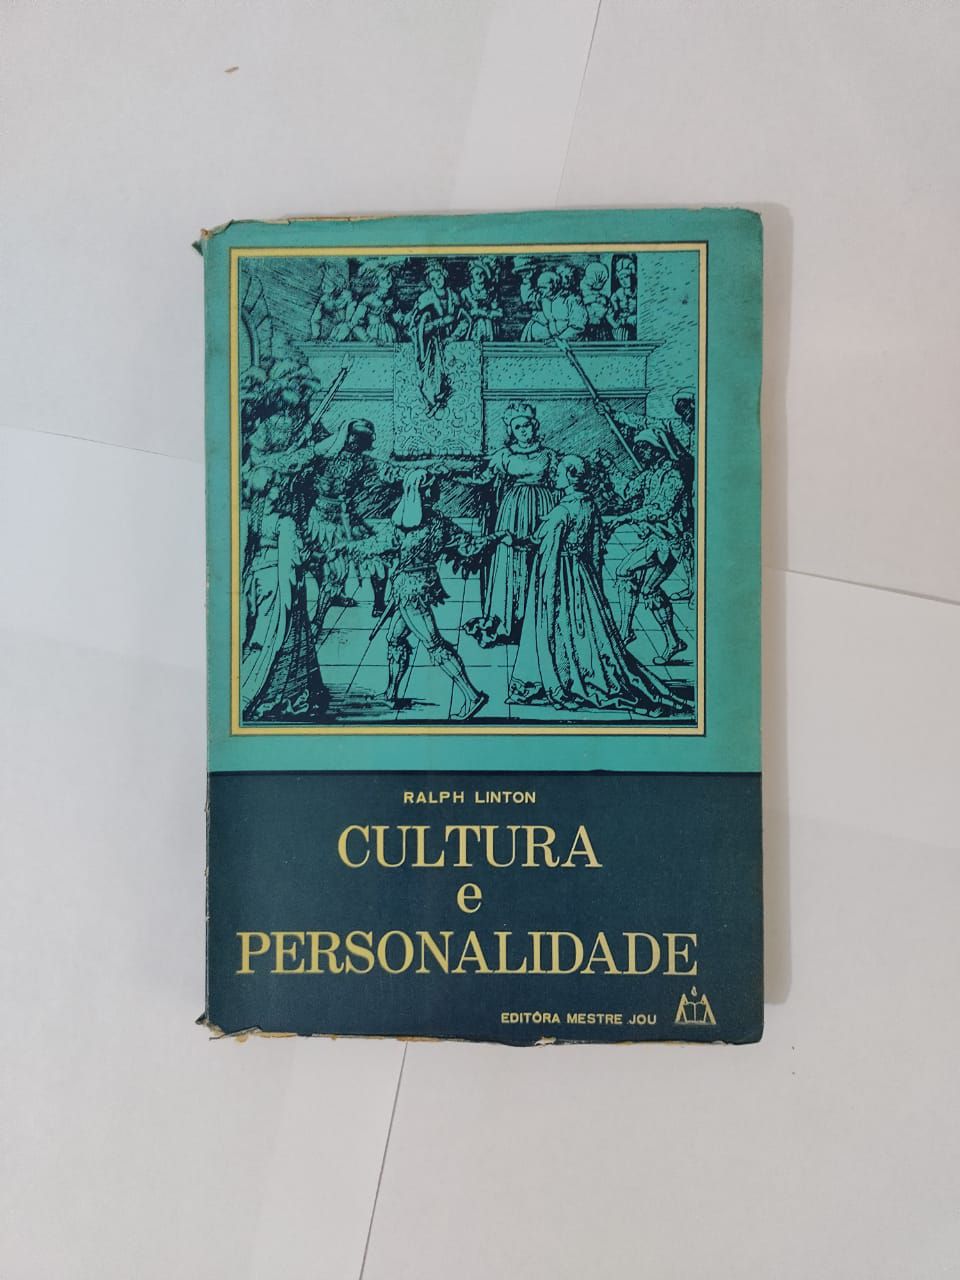 RALPH LINTON
CULTURA
e
PERSONALIDADE
EDITÔRA MESTRE JOU